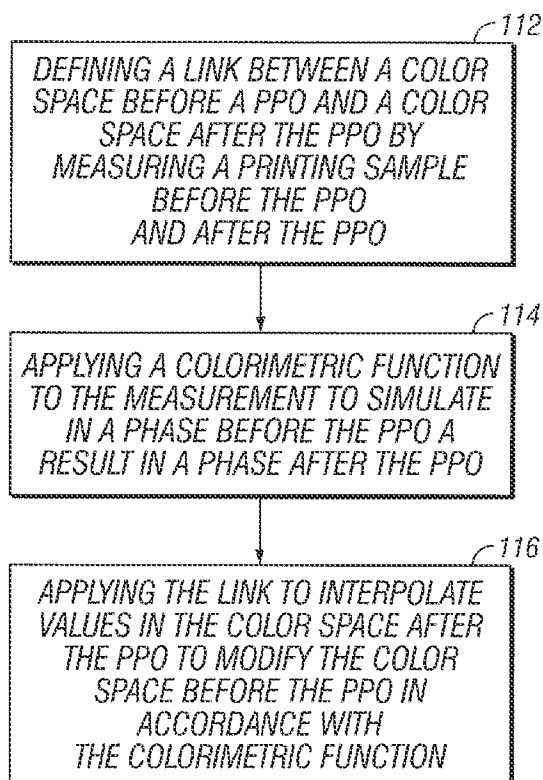 112
DEFINING A LINK BETWEEN A COLOR
SPACE BEFORE A PPO AND A COLOR
SPACE AFTER THE PPO BY
MEASURING A PRINTING SAMPLE
BEFORE THE PPO
AND AFTER THE PPO
114
APPLYING A COLORIMETRIC FUNCTION
TO THE MEASUREMENT TO SIMULATE
IN A PHASE BEFORE THE PPO A
RESULT IN A PHASE AFTER THE PPO
116
APPLYING THE LINK TO INTERPOLATE
VALUES IN THE COLOR SPACE AFTER
THE PPO TO MODIFY THE COLOR
SPACE BEFORE THE PPO IN
ACCORDANCE WITH
THE COLORIMETRIC FUNCTION